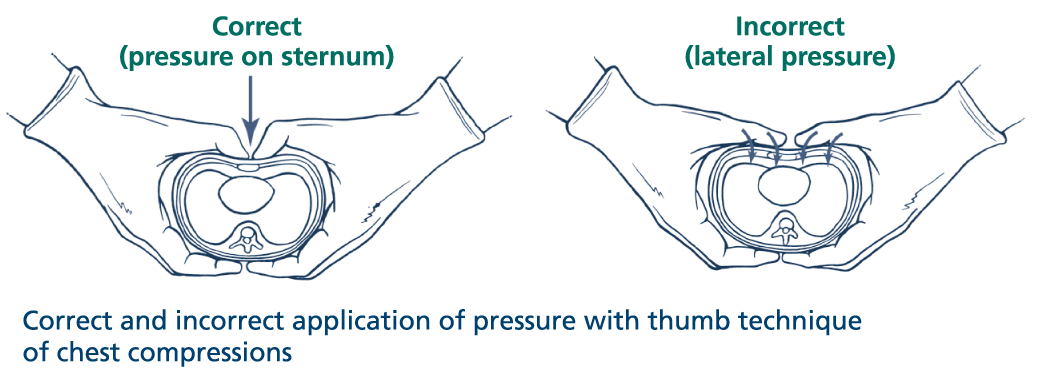 Correct
(pressure on sternum)
Incorrect
(lateral pressure)
Correct and incorrect application of pressure with thumb technique
of chest compressions